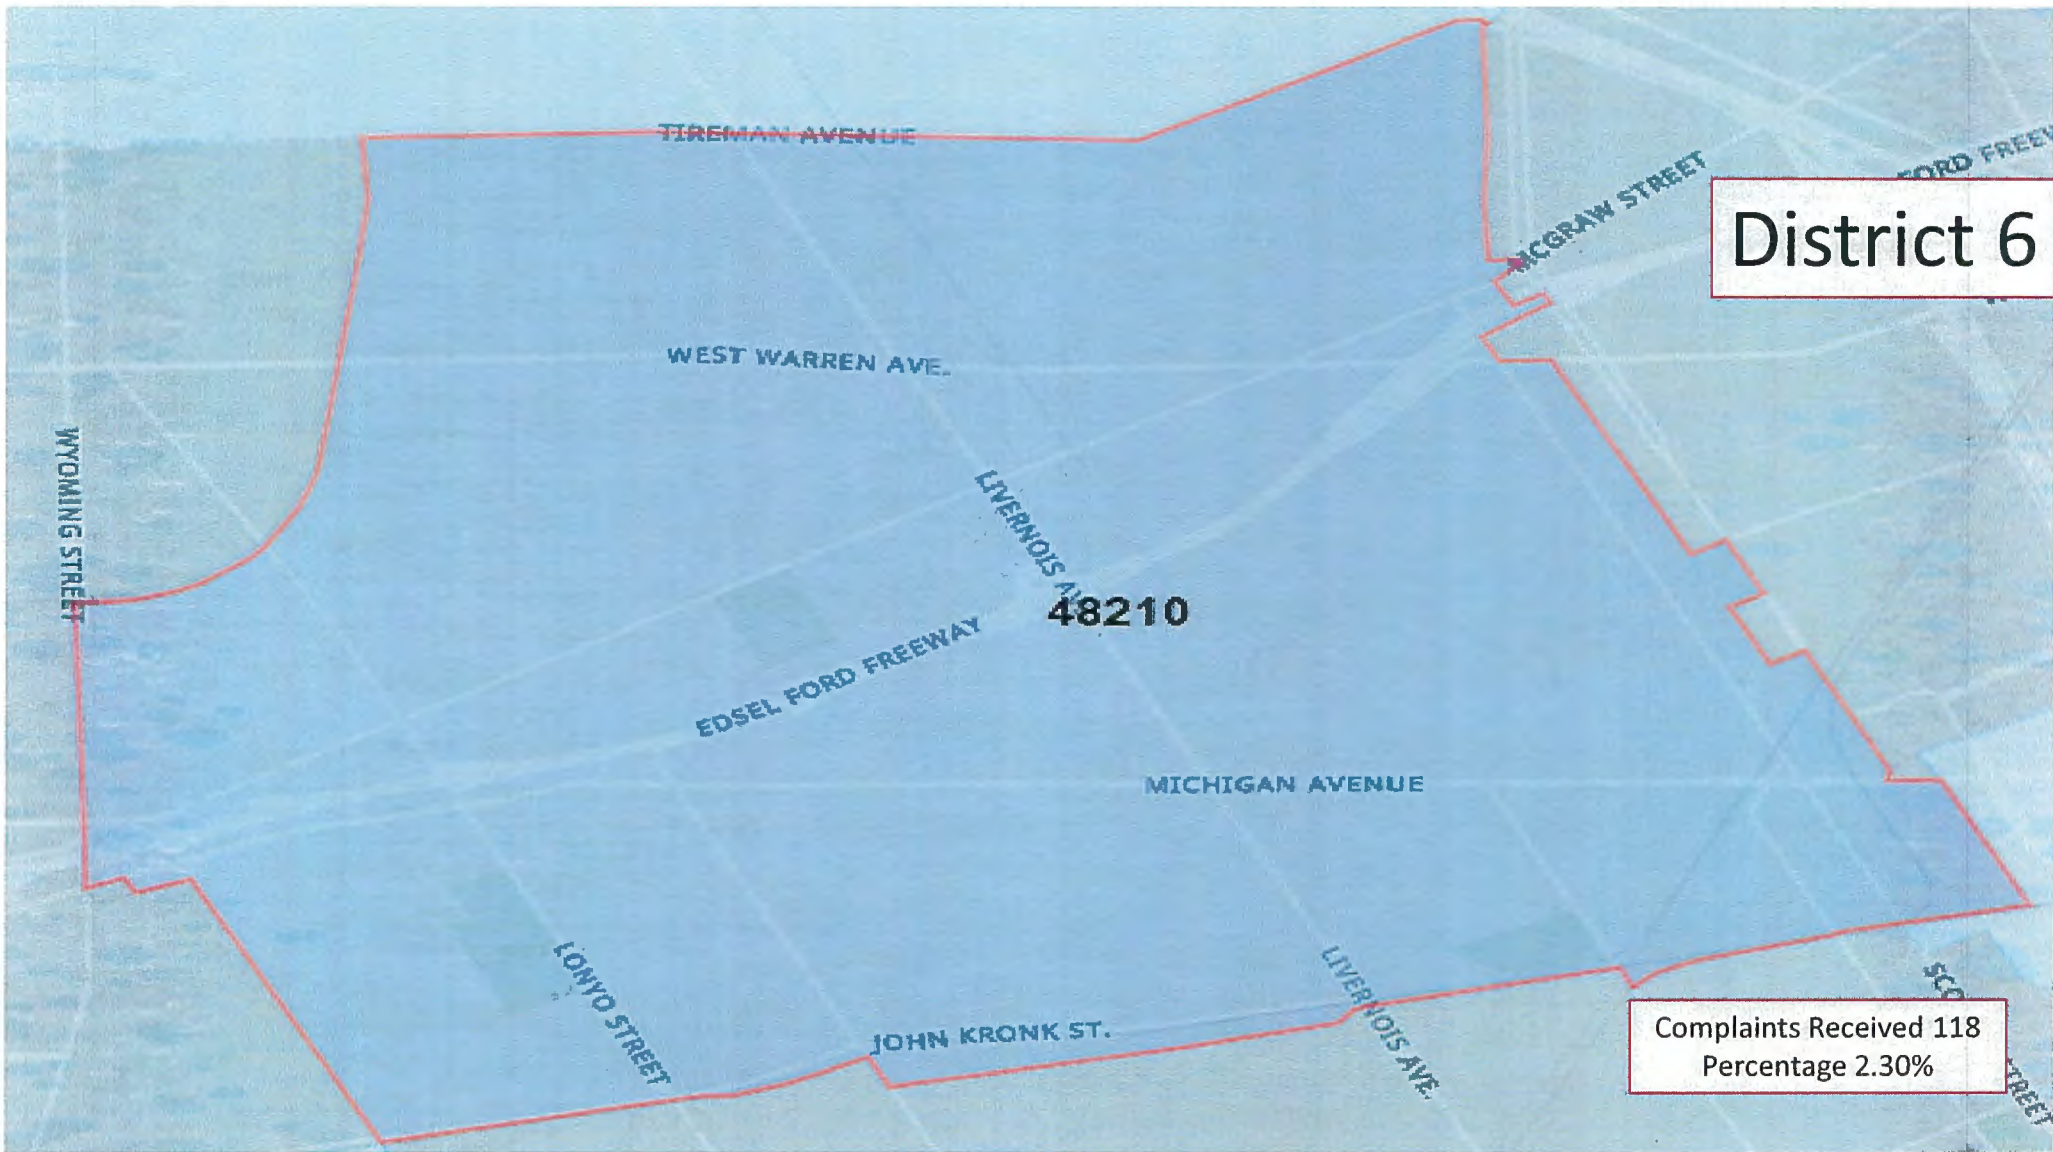 TIREMAN AVENUE
MCGRAW STREET
FORD
District 6
WEST WARREN AVE.
WYOMING STREET
LIVERNOIS
48210
EDSEL FORD FREEWAY
MICHIGAN AVENUE
LONYO STREET
LIVERNOIS AVE.
JOHN KRONK ST.
Complaints Received 118
Percentage 2.30%